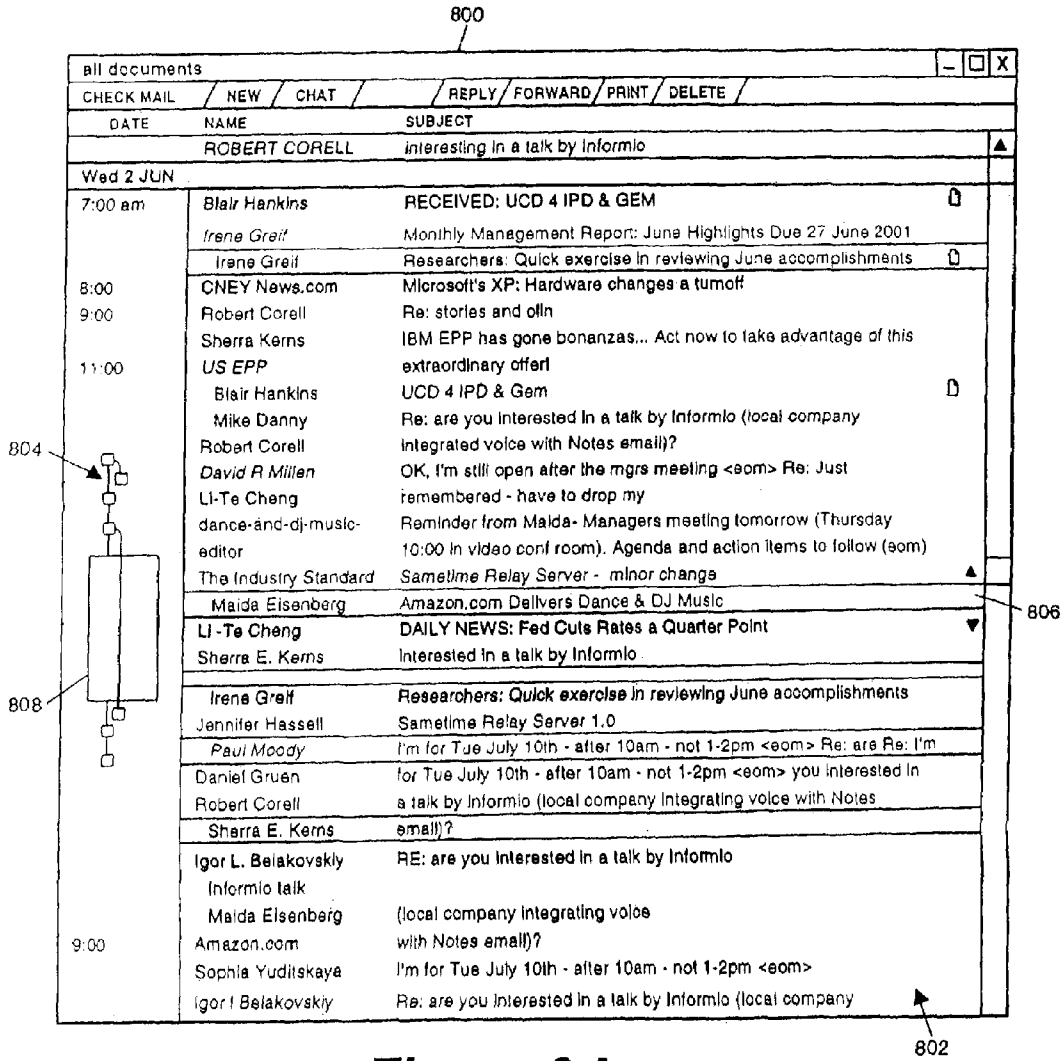 800
all documents
CHECK MAIL NEW CHAT REPLY FORWARD PRINT DELETE
DATE NAME SUBJECT
ROBERT CORELL Interesting in a talk by Informio
Wed 2 JUN
7:00 am Blair Hankins RECEIVED: UCD 4 IPD & GEM
Irene Greif Monthly Management Report: June Highlights Due 27 June 2001
Irene Greif Researchers: Quick exercise in reviewing June accomplishments
8:00 CNEY News.com Microsoft's XP: Hardware changes a turnoff
9:00 Robert Corell Re: stories and olin
Sherra Kerns IBM EPP has gone bonanzas... Act now to take advantage of this
11:00 US EPP extraordinary offer!
Blair Hankins UCD 4 IPD & Gem
Mike Danny Re: are you interested in a talk by Informio (local company
Robert Corell integrated voice with Notes email)?
804
David R Millen OK, I'm still open after the mgrs meeting <eom> Re: Just
Li-Te Cheng remembered - have to drop my
dance-and-dj-music- Reminder from Maida- Managers meeting tomorrow (Thursday
editor 10:00 in video conf room). Agenda and action items to follow (eom)
The Industry Standard Sametime Relay Server - minor change
Maida Eisenberg Amazon.com Delivers Dance & DJ Music
806
Li -Te Cheng DAILY NEWS: Fed Cuts Rates a Quarter Point
Sherra E. Kerns Interested in a talk by Informio
808
Irene Greif Researchers: Quick exercise in reviewing June accomplishments
Jennifer Hassell Sametime Relay Server 1.0
Paul Moody I'm for Tue July 10th - after 10am - not 1-2pm <eom> Re: are Re: I'm
Daniel Gruen for Tue July 10th - after 10am - not 1-2pm <eom> you interested in
Robert Corell a talk by Informio (local company integrating voice with Notes
Sherra E. Kerns email)?
Igor L. Belakovskiy RE: are you interested in a talk by Informio
Informio talk
Maida Eisenberg (local company integrating voice
9:00 Amazon.com with Notes email)?
Sophia Yuditskaya I'm for Tue July 10th - after 10am - not 1-2pm <eom>
Igor l Belakovskiy Re: are you interested in a talk by Informio (local company
802